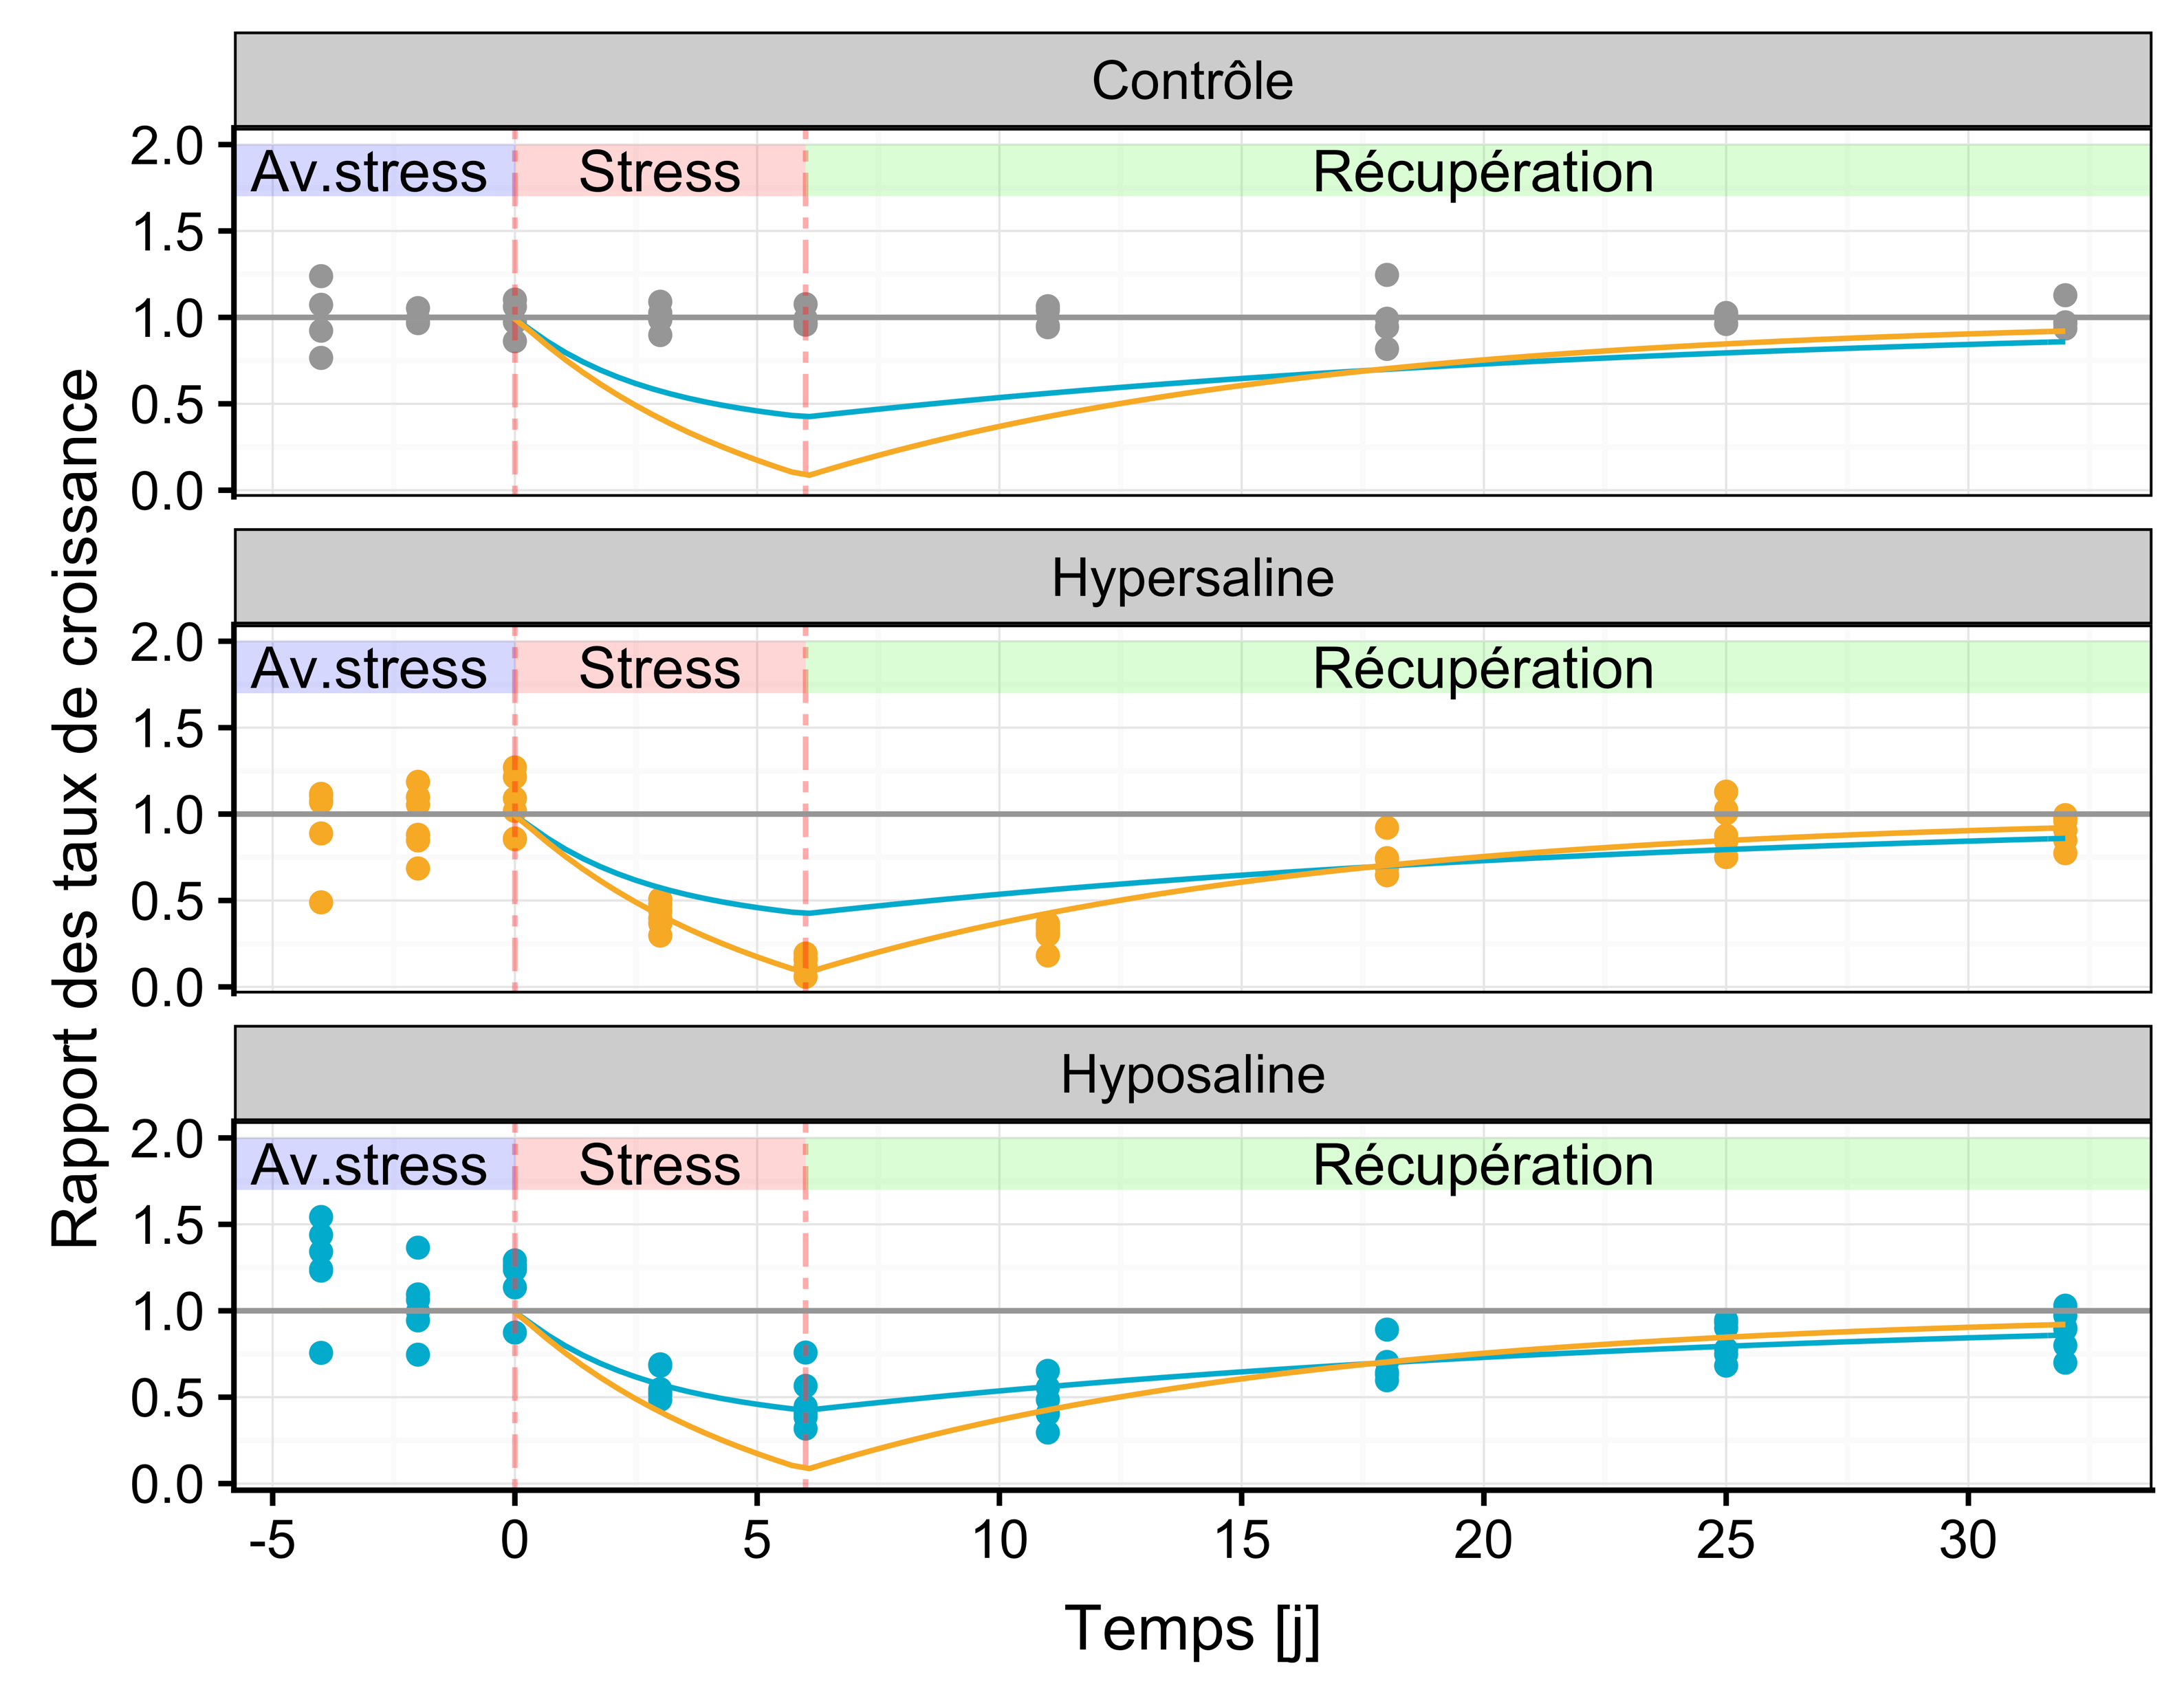 Contrôle
2.0
Av.stress Stress Récupération
1.5
1.0
0.5
0.0
Hypersaline
2.0
Av.stress Stress Récupération
1.5
1.0
0.5
0.0
Hyposaline
2.0
Av.stress Stress Récupération
1.5
1.0
0.5
0.0
-5 0 5 10 15 20 25 30
Temps [j]
Rapport des taux de croissance